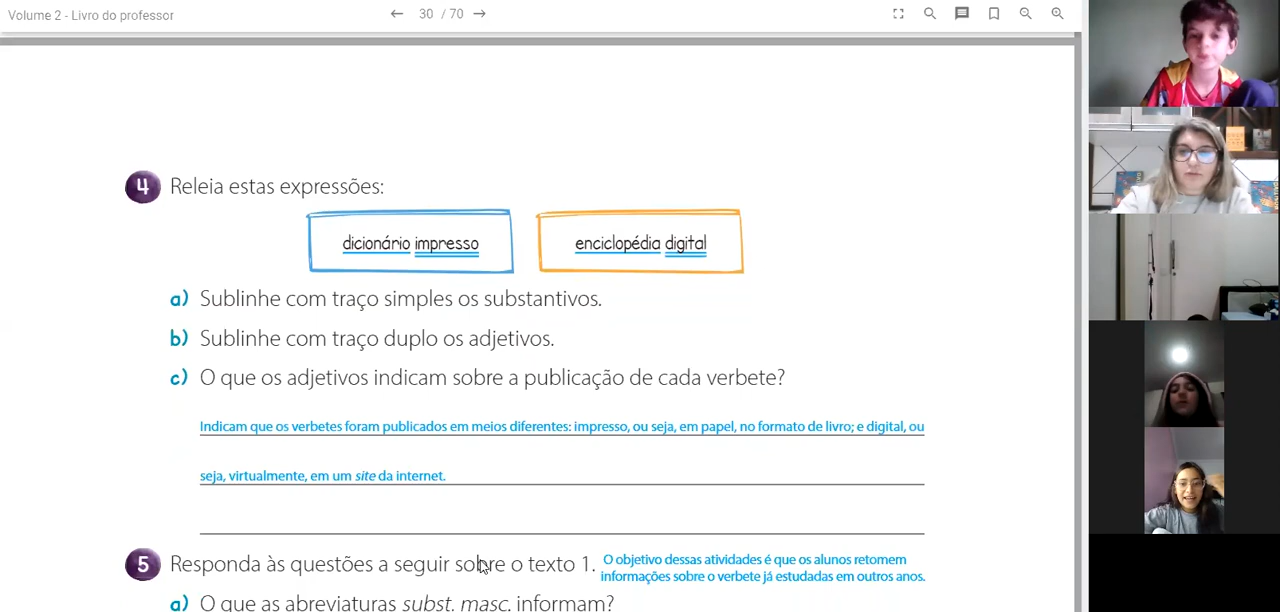 Volume 2 - Livro do professor
30 / 70
4 Releia estas expressões:
dicionário impresso
enciclopédia digital
a) Sublinhe com traço simples os substantivos.
b) Sublinhe com traço duplo os adjetivos.
c) O que os adjetivos indicam sobre a publicação de cada verbete?
Indicam que os verbetes foram publicados em meios diferentes: impresso, ou seja, em papel, no formato de livro; e digital, ou
seja, virtualmente, em um site da internet.
5 Responda às questões a seguir sobre o texto 1.
O objetivo dessas atividades é que os alunos retomem
informações sobre o verbete já estudadas em outros anos.
a) O que as abreviaturas subst. masc. informam?